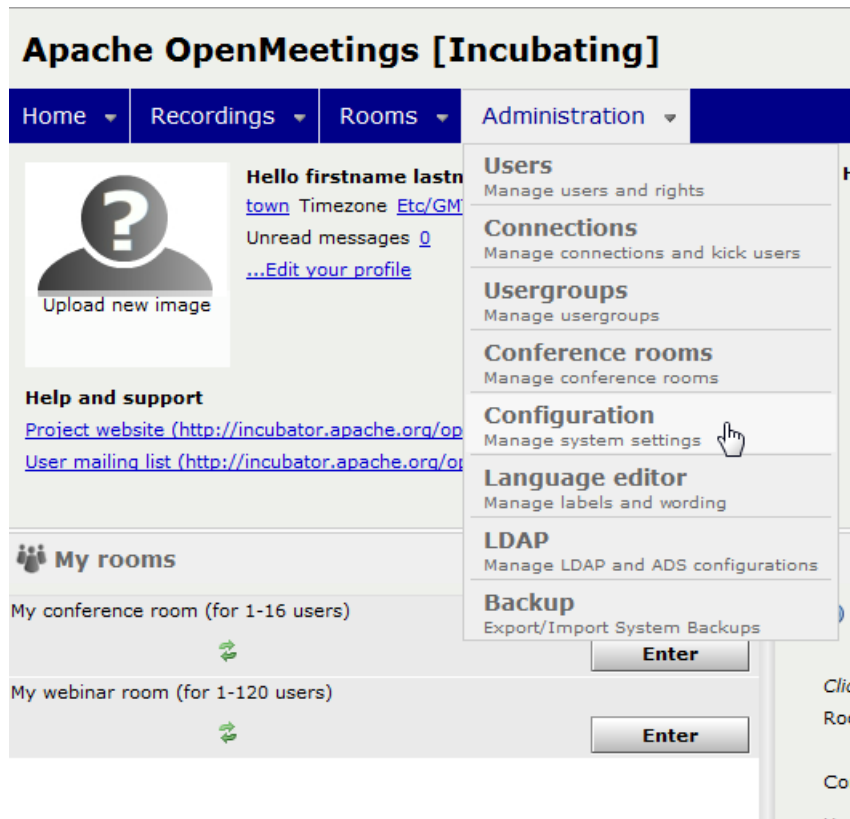 Apache OpenMeetings [Incubating]
Home Recordings Rooms Administration
Hello firstname
town Timezone
Unread messages 0
...Edit your profile
Upload new image
Help and support
Project website (http://incubator.apache.org/
User mailing list (http://incubator.apache.org/
Users
Manage users and rights
Connections
Manage connections and kick users
Usergroups
Manage usergroups
Conference rooms
Manage conference rooms
Configuration
Manage system settings
Language editor
Manage labels and wording
LDAP
Manage LDAP and ADS configurations
Backup
Export/Import System Backups
My rooms
My conference room (for 1-16 users)
Enter
My webinar room (for 1-120 users)
Enter